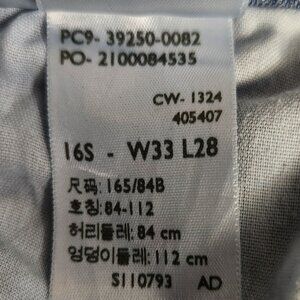 PC9- 39250-0082
PO- 2100084535
CW- 1324
405407
16S - W33 L28
尺码: 165/84B
호칭: 84-112
허리둘레: 84 cm
엉덩이둘레: 112 cm
S110793 AD